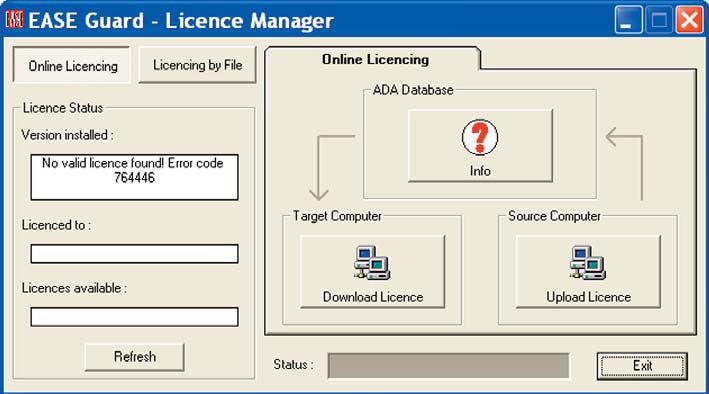 EASE Guard - Licence Manager
Online Licencing
Licencing by File
Licence Status
Version installed :
No valid licence found! Error code
764446
Licenced to :
Licences available :
Refresh
Online Licencing
ADA Database
Info
Target Computer
Download Licence
Source Computer
Upload Licence
Status :
Exit